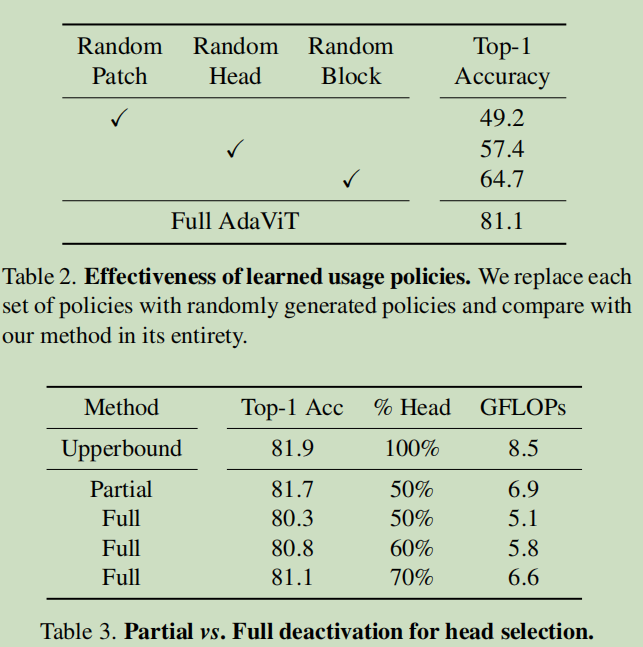 Random Random Random Top-1
Patch Head Block Accuracy
✓ 49.2
✓ 57.4
✓ 64.7
Full AdaViT 81.1
Table 2. Effectiveness of learned usage policies. We replace each
set of policies with randomly generated policies and compare with
our method in its entirety.
Method Top-1 Acc % Head GFLOPs
Upperbound 81.9 100% 8.5
Partial 81.7 50% 6.9
Full 80.3 50% 5.1
Full 80.8 60% 5.8
Full 81.1 70% 6.6
Table 3. Partial vs. Full deactivation for head selection.